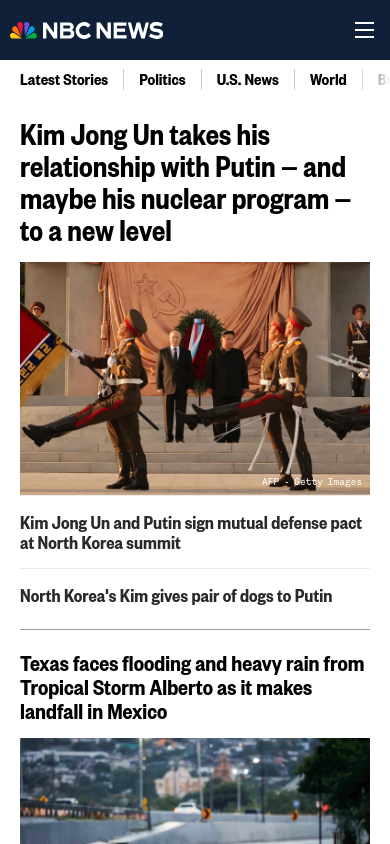 NBC NEWS
Latest Stories
Politics
U.S. News
World
Kim Jong Un takes his
relationship with Putin — and
maybe his nuclear program —
to a new level
AFP - Getty Images
Kim Jong Un and Putin sign mutual defense pact
at North Korea summit
North Korea's Kim gives pair of dogs to Putin
Texas faces flooding and heavy rain from
Tropical Storm Alberto as it makes
landfall in Mexico